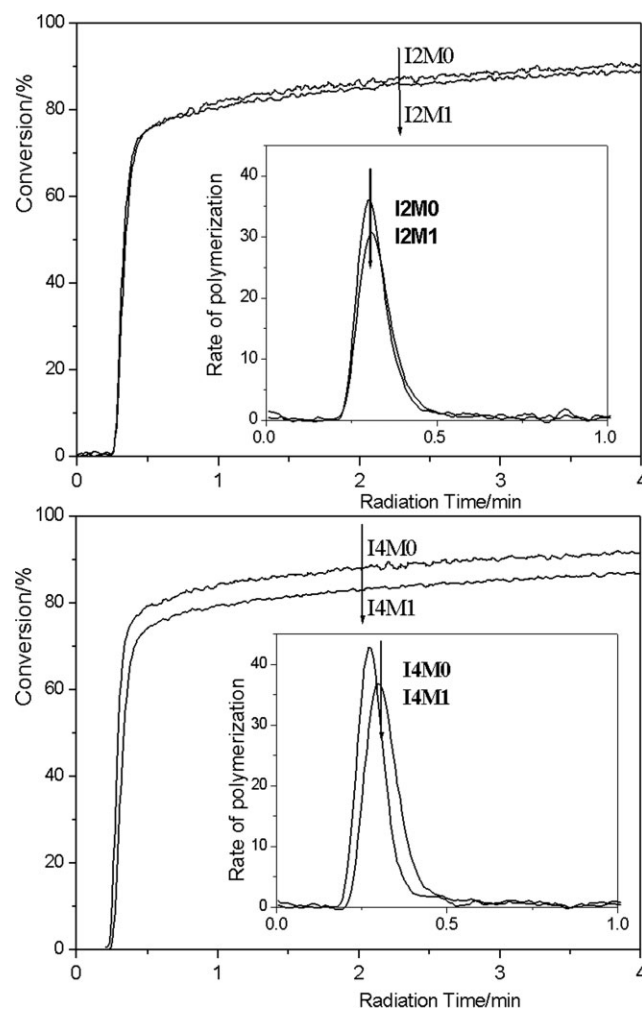 100
80
60
40
20
0
Conversion/%
I2M0
I2M1
40
30
20
10
0
Rate of polymerization
I2M0
I2M1
0.0 0.5 1.0
0 1 2 3 4
Radiation Time/min
100
80
60
40
20
0
Conversion/%
I4M0
I4M1
40
30
20
10
0
Rate of polymerization
I4M0
I4M1
0.0 0.5 1.0
0 1 2 3 4
Radiation Time/min